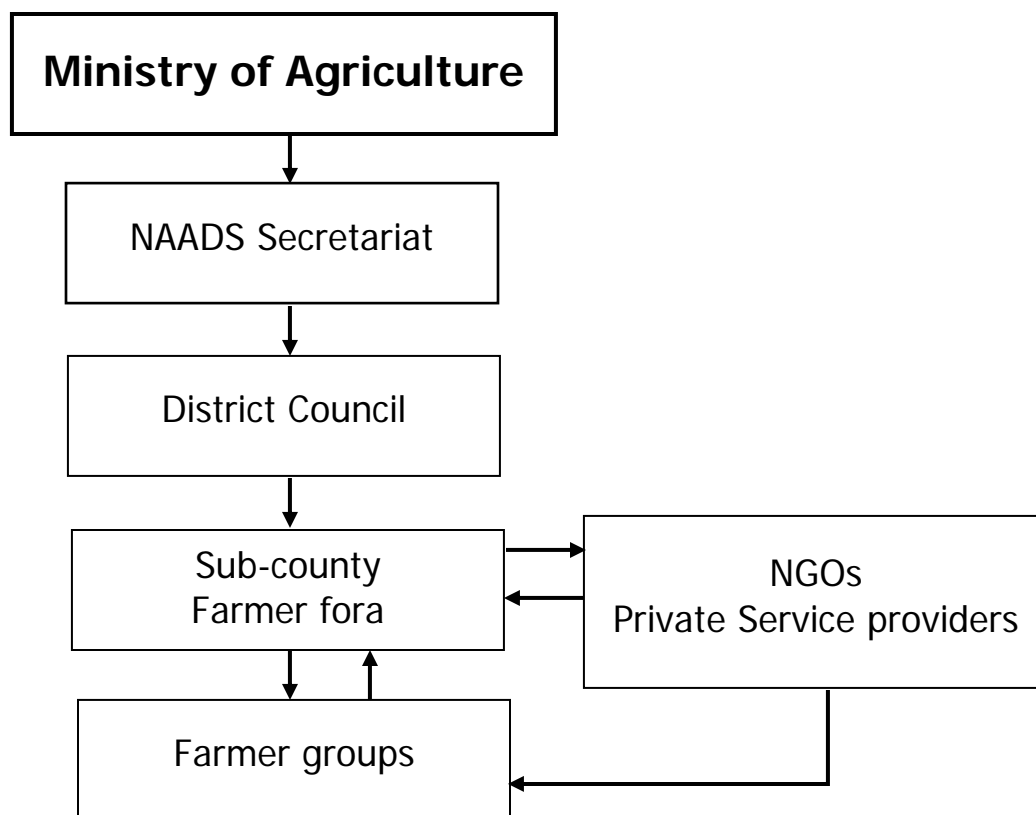 Ministry of Agriculture
NAADS Secretariat
District Council
Sub-county
Farmer fora
NGOs
Private Service providers
Farmer groups